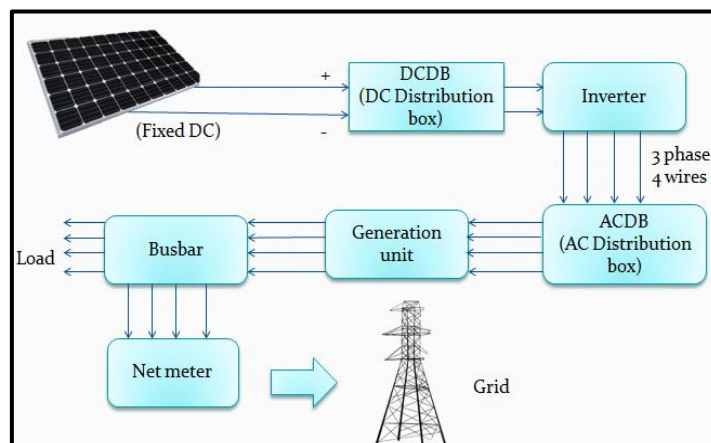 +
DCDB
(DC Distribution
box)
Inverter
(Fixed DC)
-
3 phase
4 wires
Load
Busbar
Generation
unit
ACDB
(AC Distribution
box)
Net meter
Grid